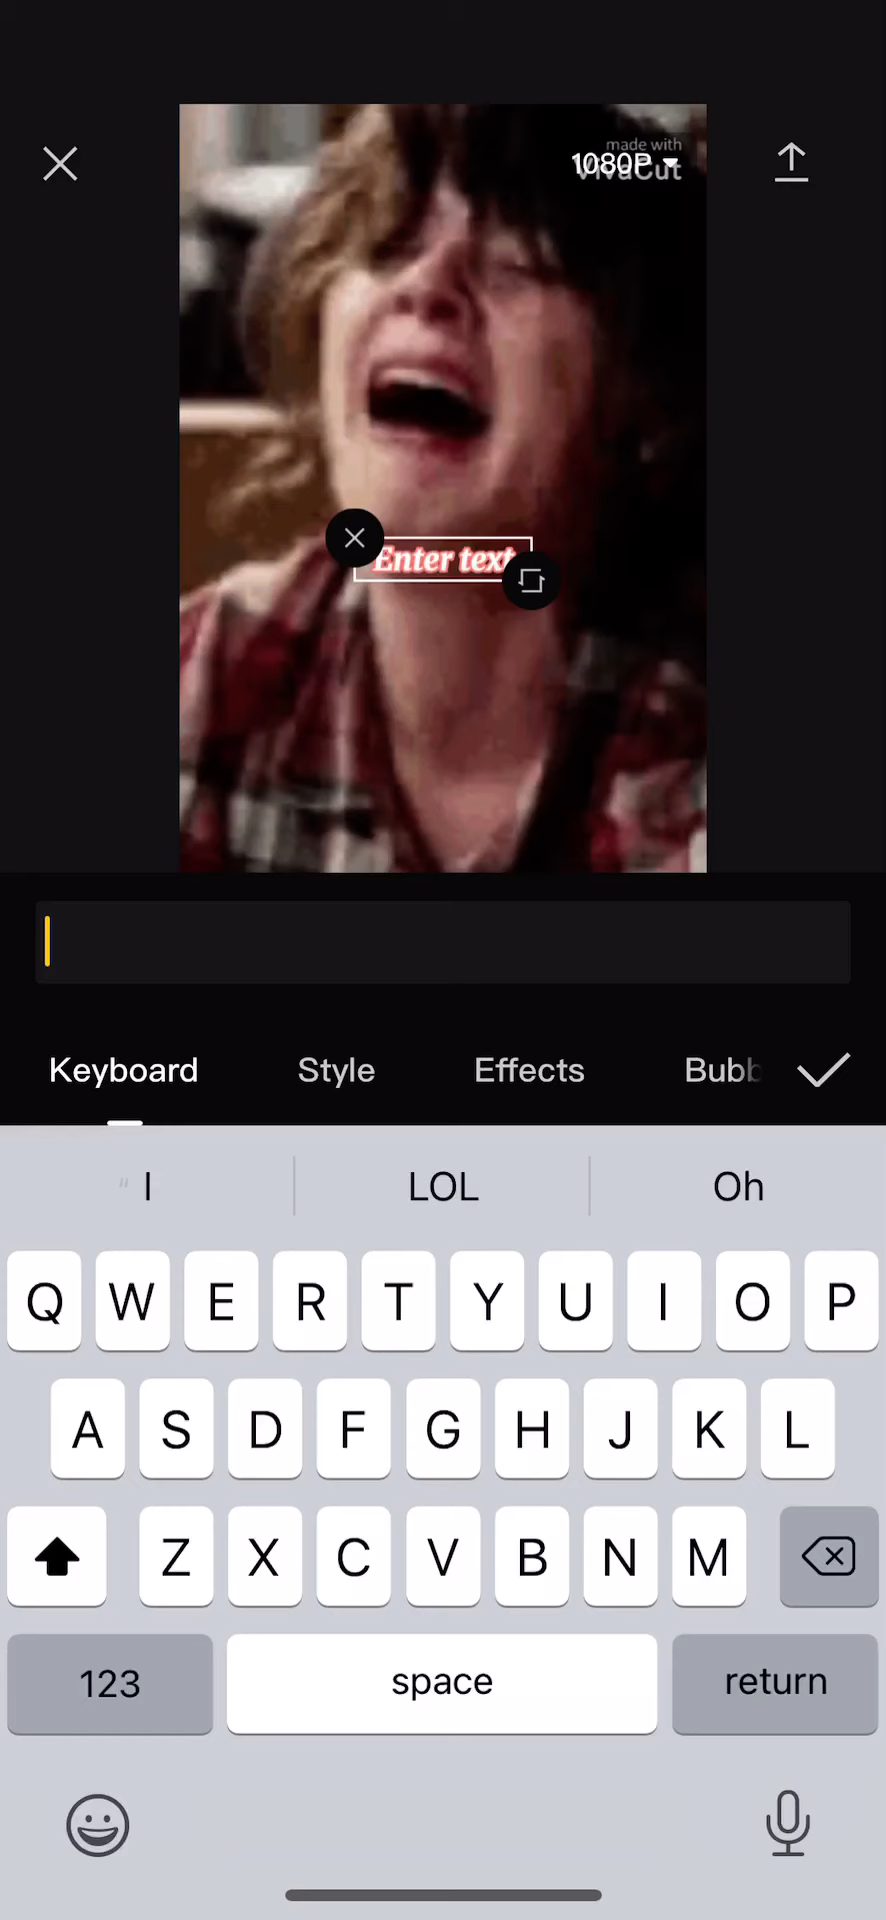 made with
VivaCut
1080P
Enter text
Keyboard Style Effects Bubb
I LOL Oh
Q W E R T Y U I O P
A S D F G H J K L
Z X C V B N M
123 space return